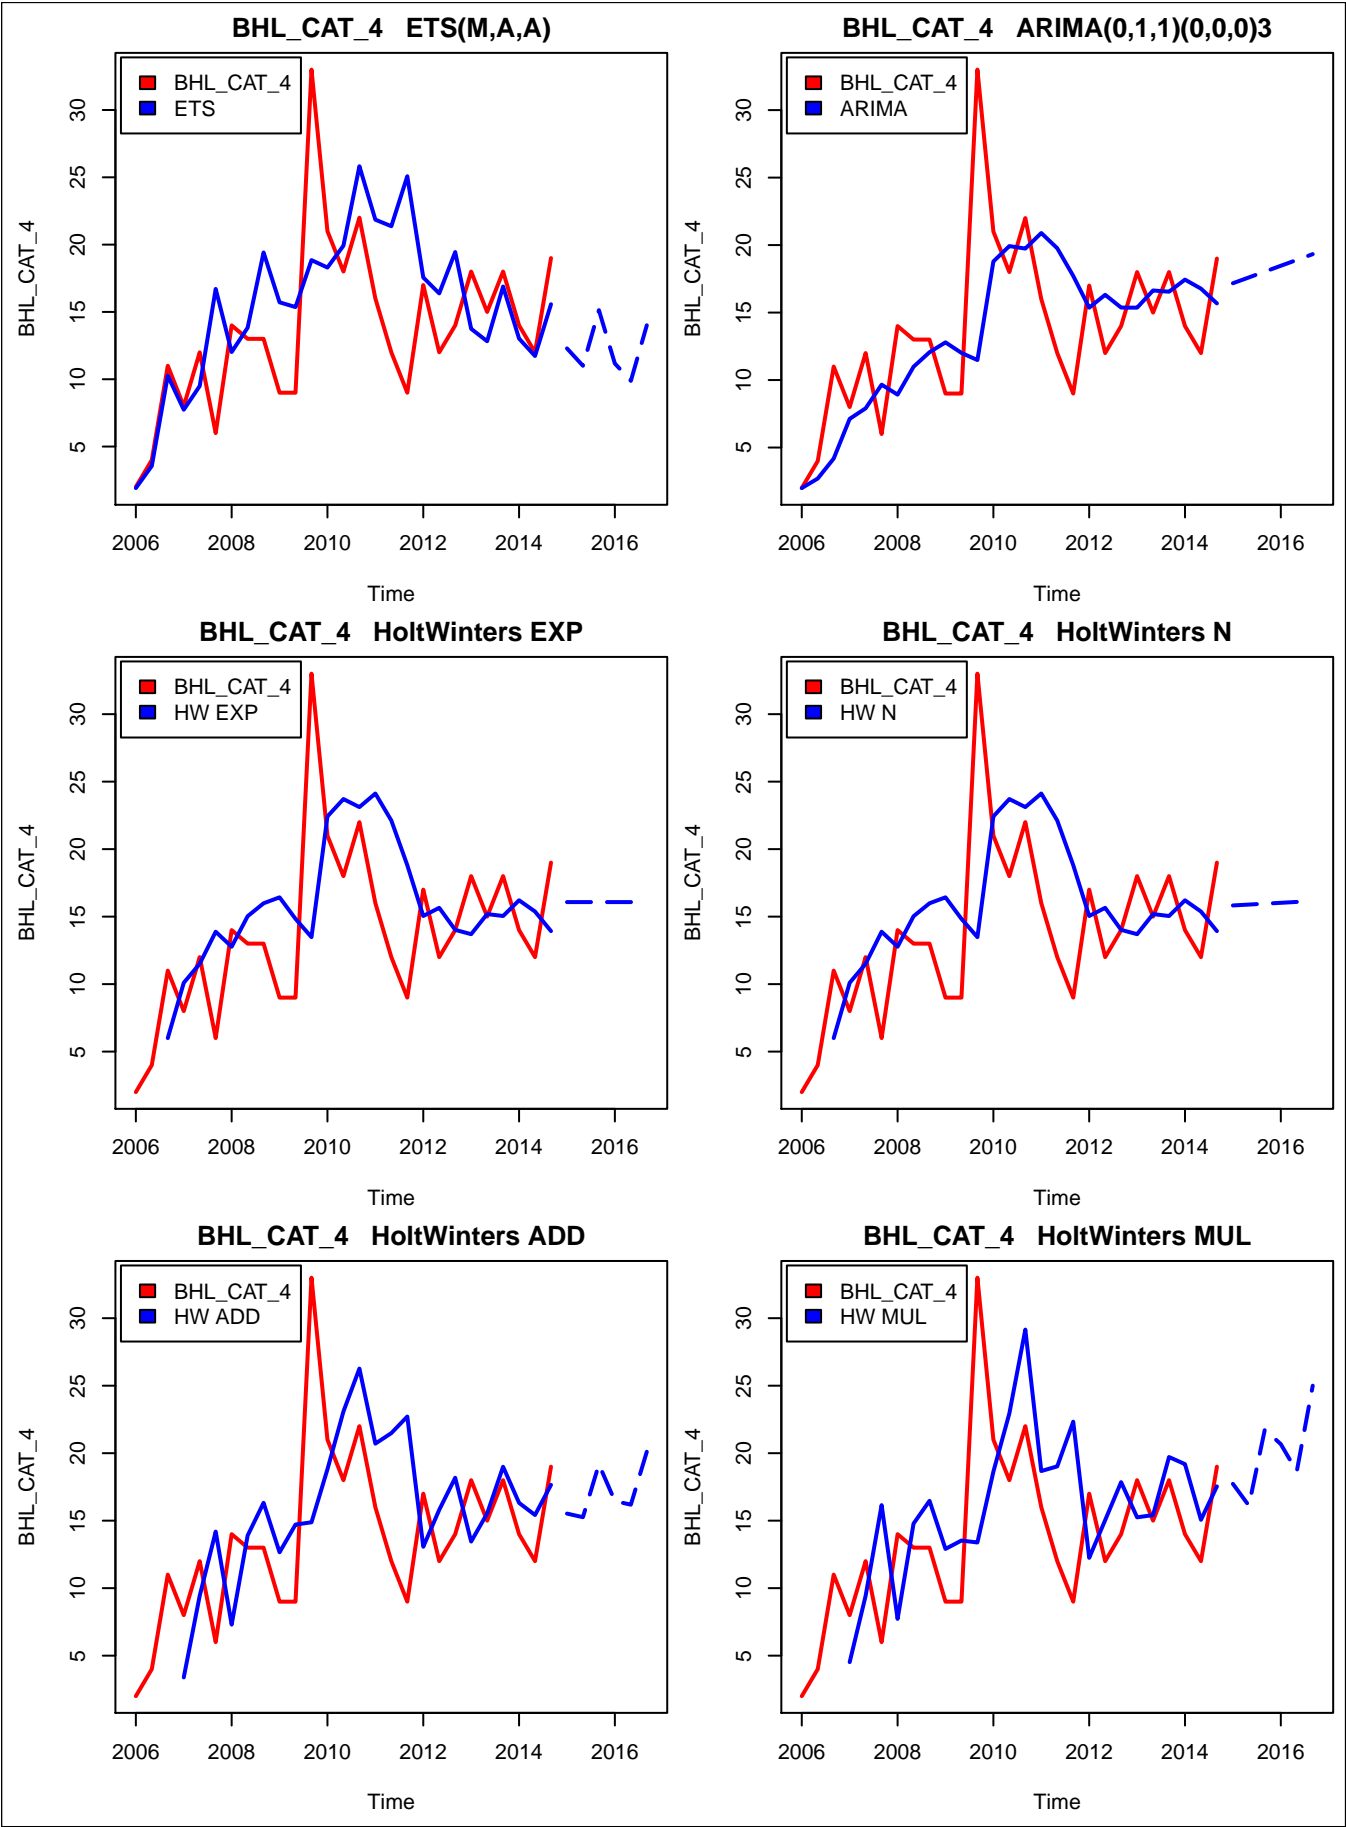 BHL_CAT_4 ETS(M,A,A)
BHL_CAT_4
ETS
BHL_CAT_4
5 10 15 20 25 30
2006 2008 2010 2012 2014 2016
Time
BHL_CAT_4 ARIMA(0,1,1)(0,0,0)3
BHL_CAT_4
ARIMA
BHL_CAT_4
5 10 15 20 25 30
2006 2008 2010 2012 2014 2016
Time
BHL_CAT_4 HoltWinters EXP
BHL_CAT_4
HW EXP
BHL_CAT_4
5 10 15 20 25 30
2006 2008 2010 2012 2014 2016
Time
BHL_CAT_4 HoltWinters N
BHL_CAT_4
HW N
BHL_CAT_4
5 10 15 20 25 30
2006 2008 2010 2012 2014 2016
Time
BHL_CAT_4 HoltWinters ADD
BHL_CAT_4
HW ADD
BHL_CAT_4
5 10 15 20 25 30
2006 2008 2010 2012 2014 2016
Time
BHL_CAT_4 HoltWinters MUL
BHL_CAT_4
HW MUL
BHL_CAT_4
5 10 15 20 25 30
2006 2008 2010 2012 2014 2016
Time